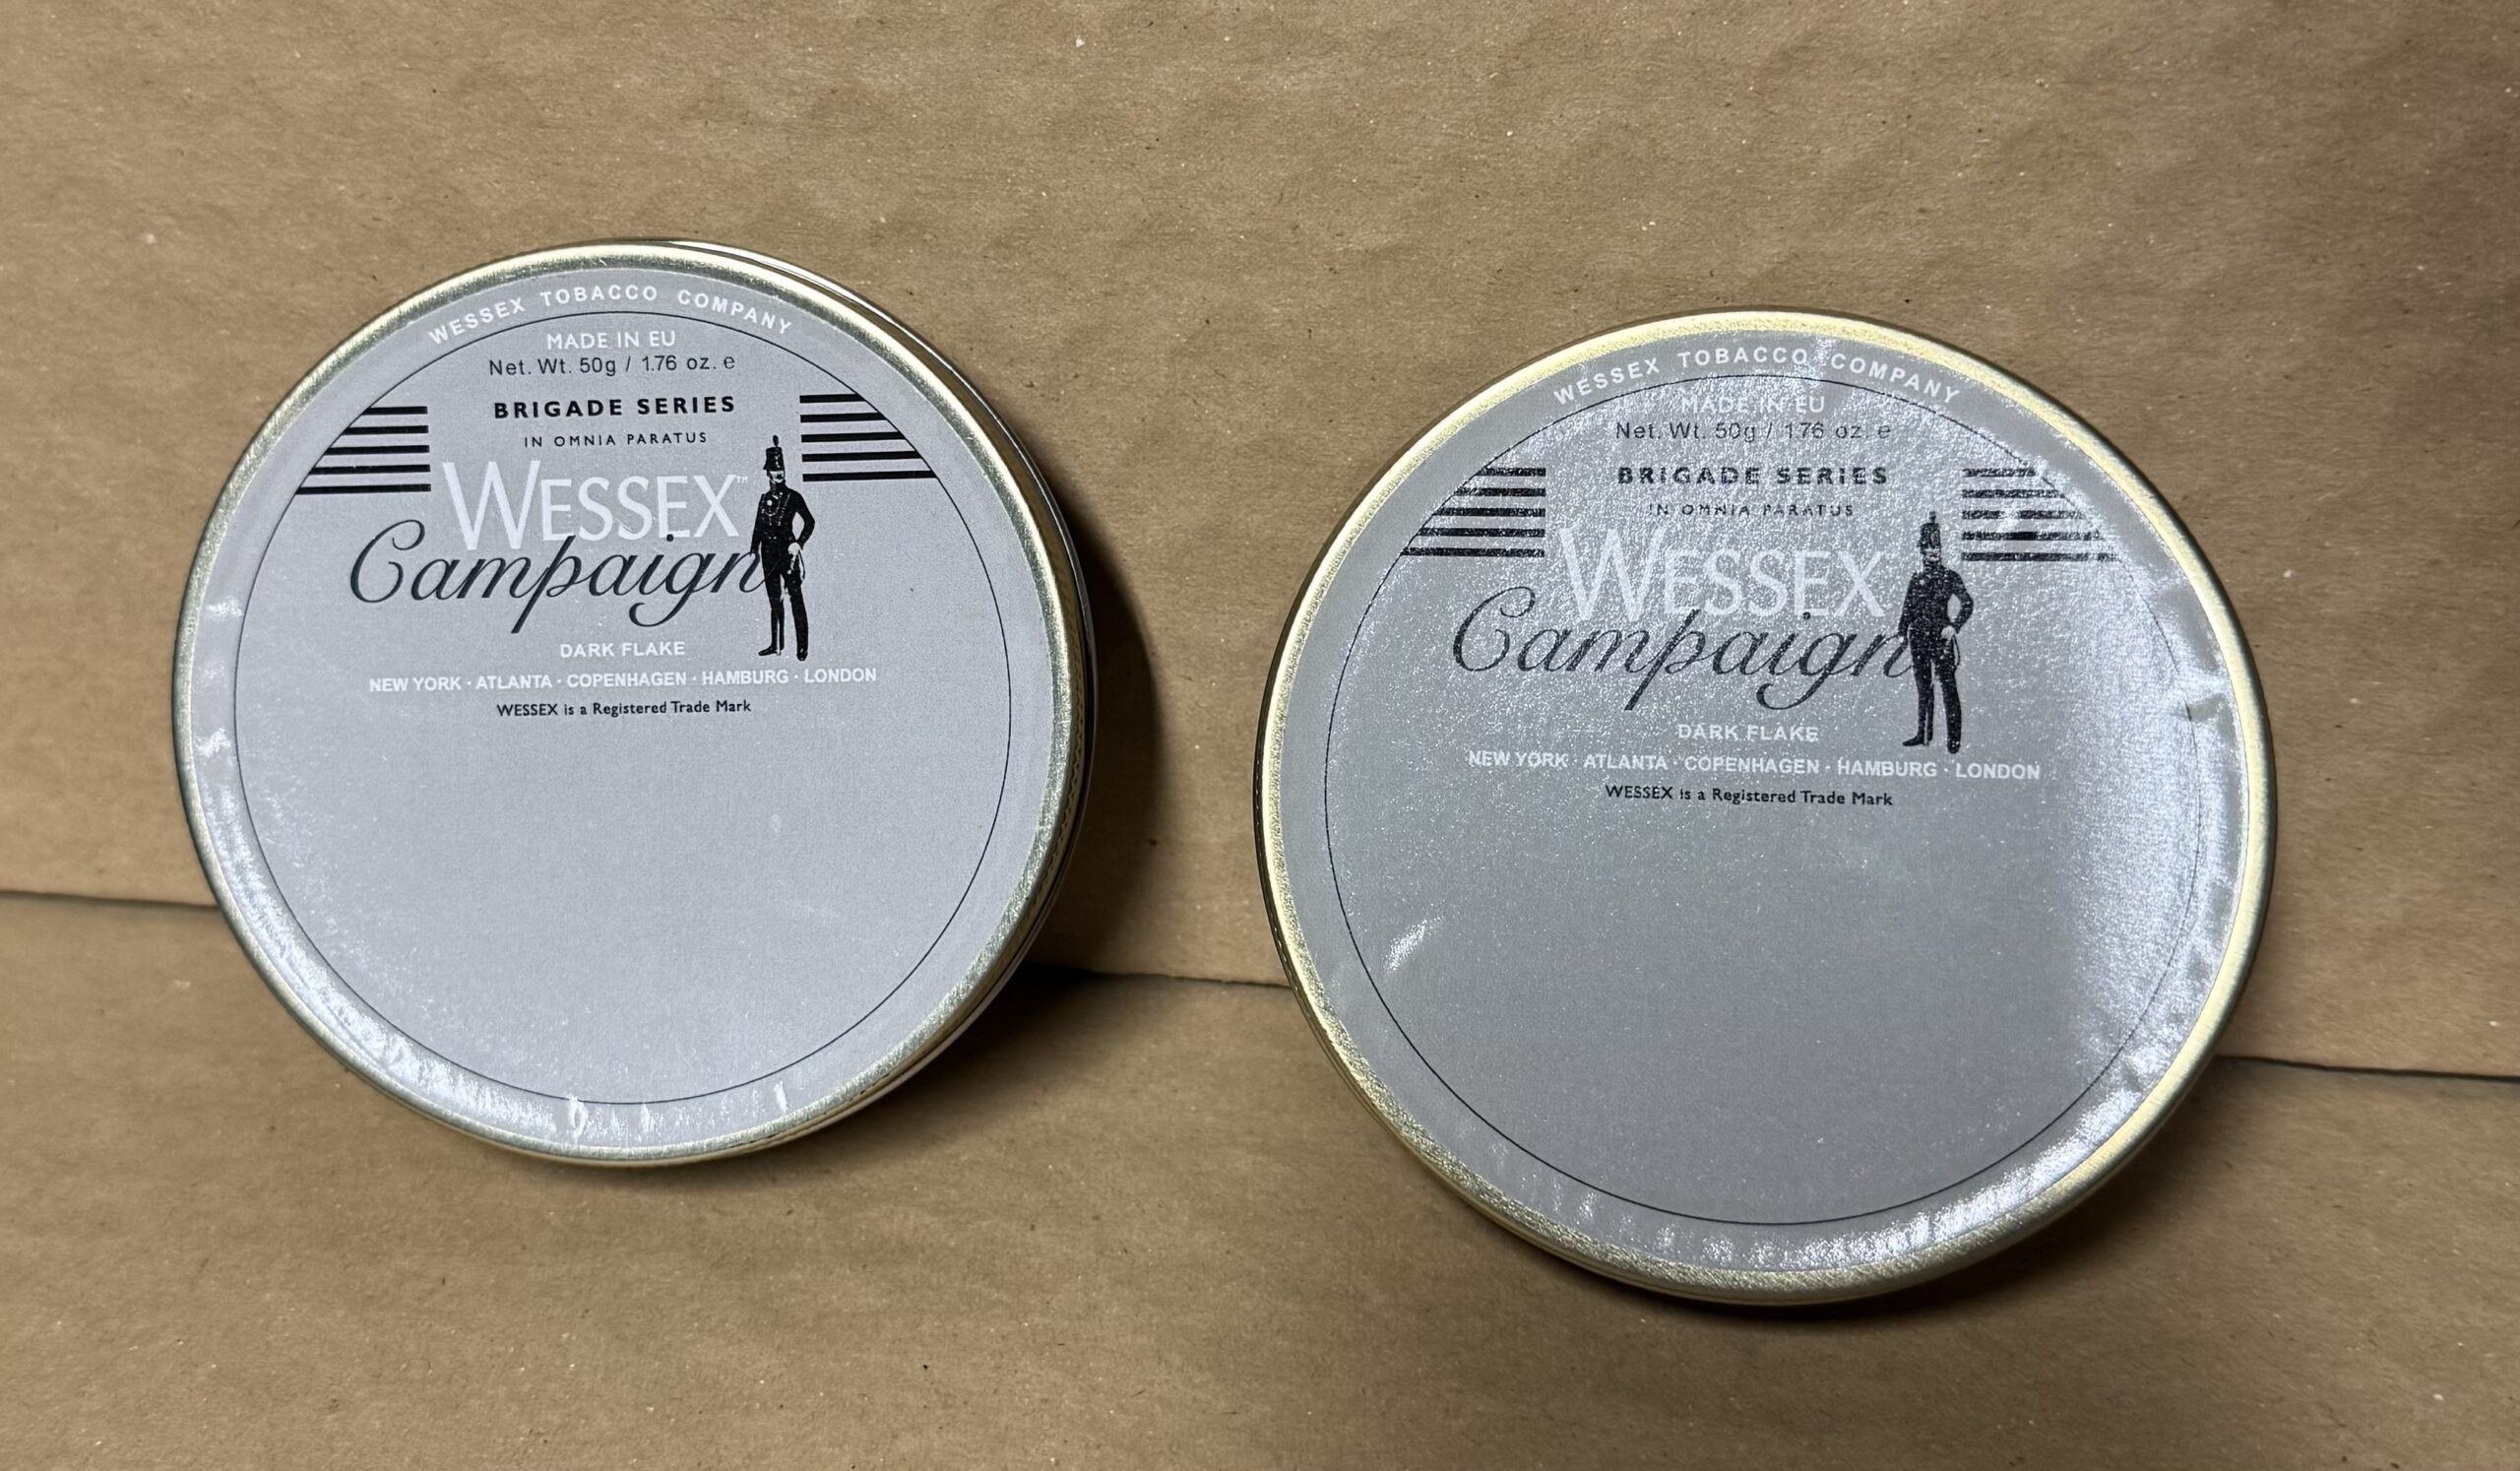 WESSEX TOBACCO COMPANY
MADE IN EU
Net. Wt. 50g / 1.76 oz. e
BRIGADE SERIES
IN OMNIA PARATUS
WESSEX™
Campaign
DARK FLAKE
NEW YORK · ATLANTA · COPENHAGEN · HAMBURG · LONDON
WESSEX is a Registered Trade Mark
WESSEX TOBACCO COMPANY
MADE IN EU
Net. Wt. 50g / 1.76 oz. e
BRIGADE SERIES
IN OMNIA PARATUS
WESSEX
Campaign
DARK FLAKE
NEW YORK · ATLANTA · COPENHAGEN · HAMBURG · LONDON
WESSEX is a Registered Trade Mark